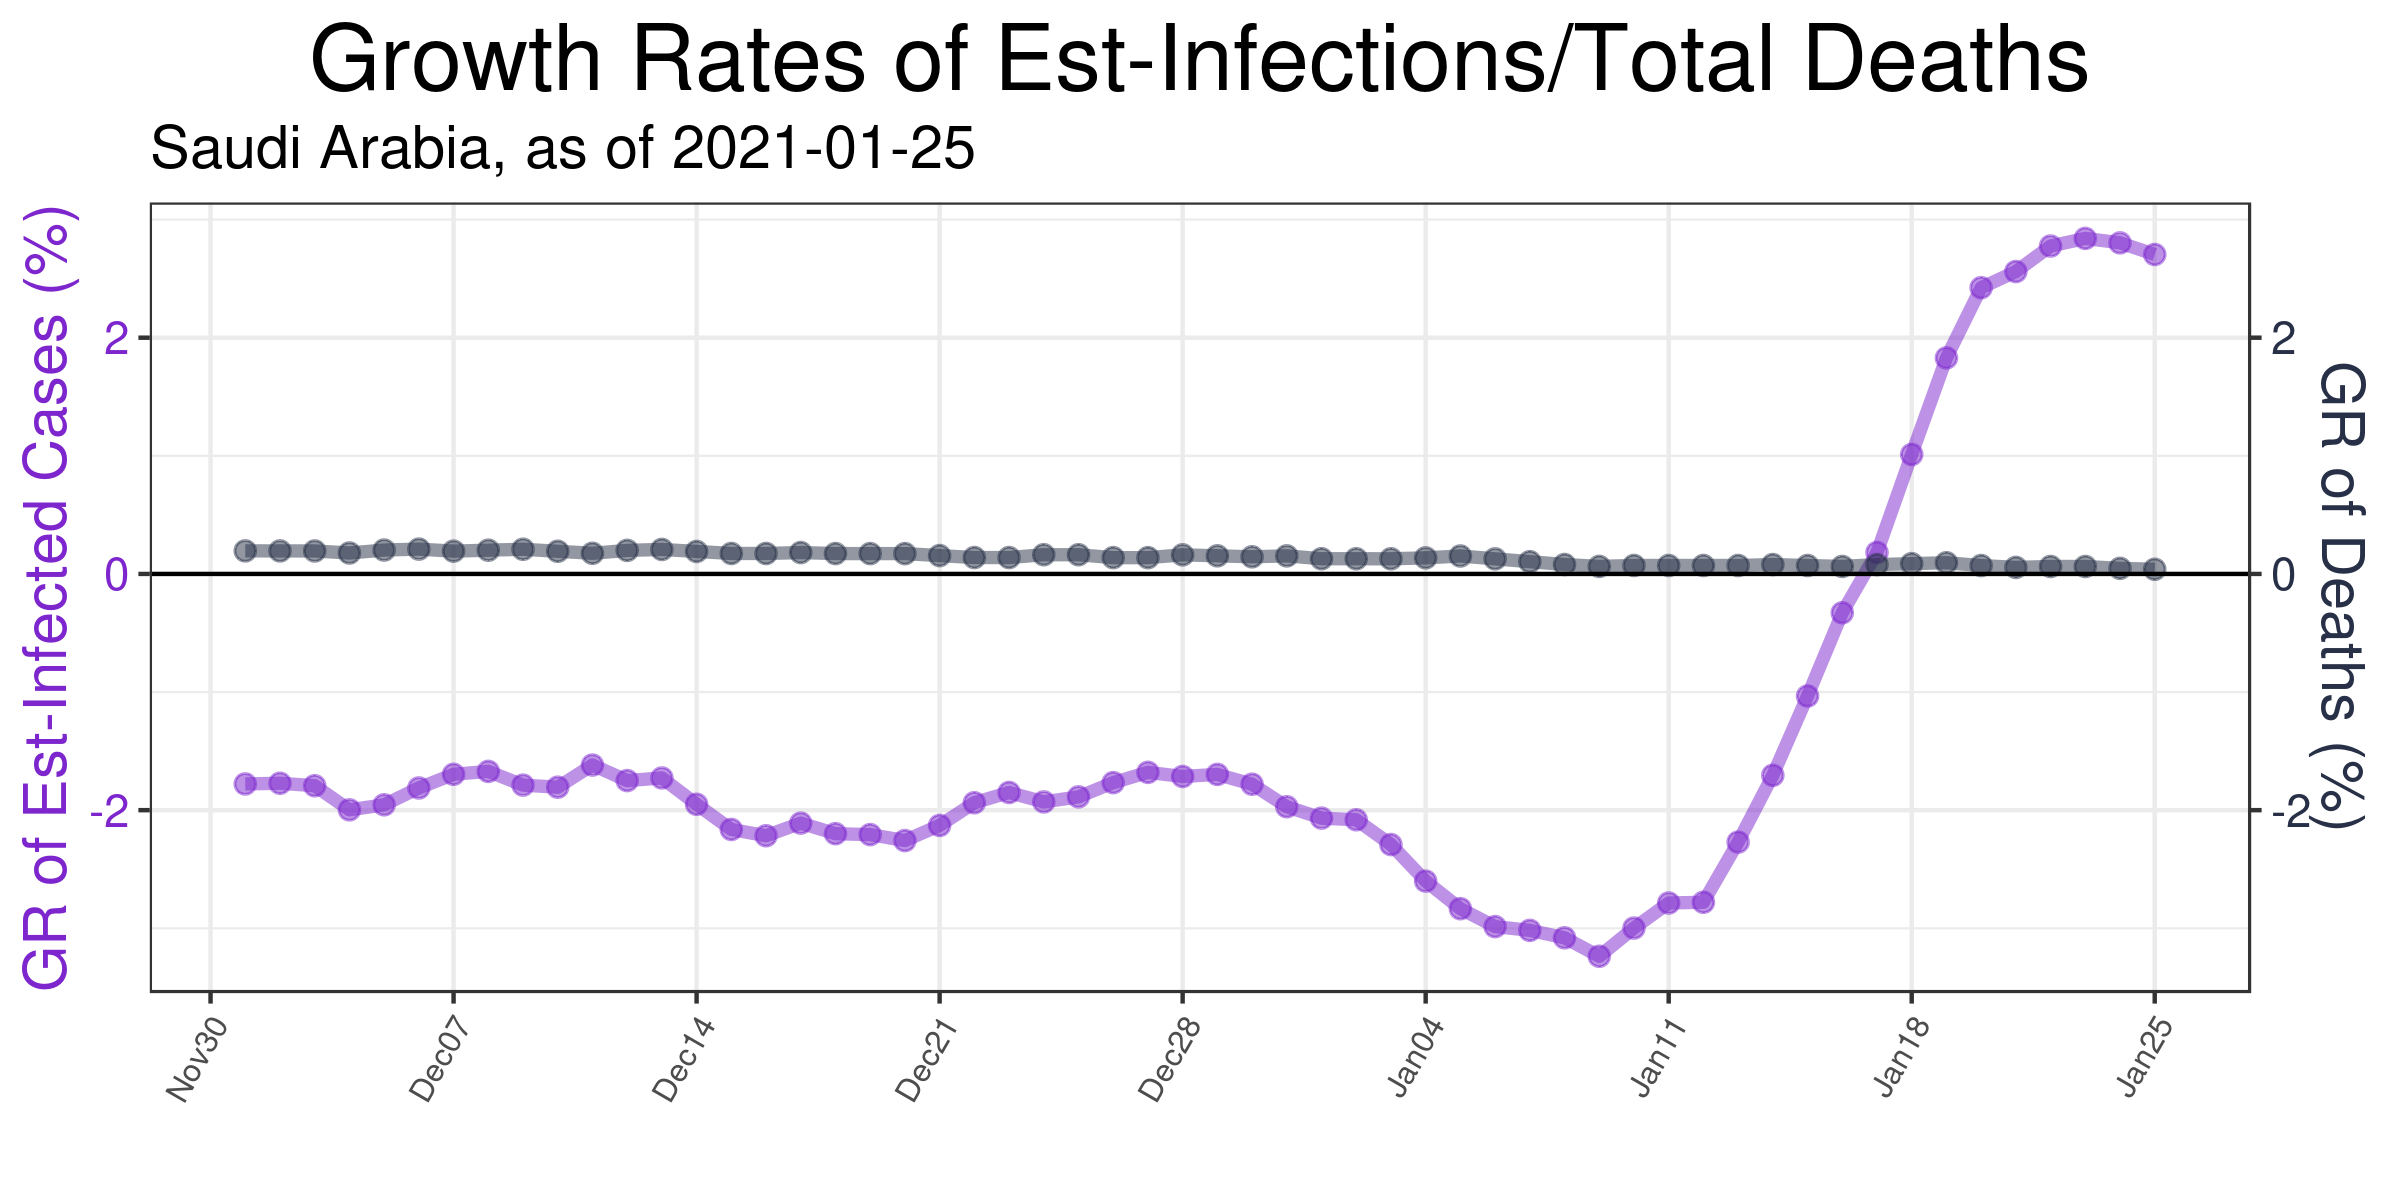 Growth Rates of Est-Infections/Total Deaths
Saudi Arabia, as of 2021-01-25
GR of Est-Infected Cases (%)
2
0
-2
2
0
-2
GR of Deaths (%)
Nov30
Dec07
Dec14
Dec21
Dec28
Jan04
Jan11
Jan18
Jan25